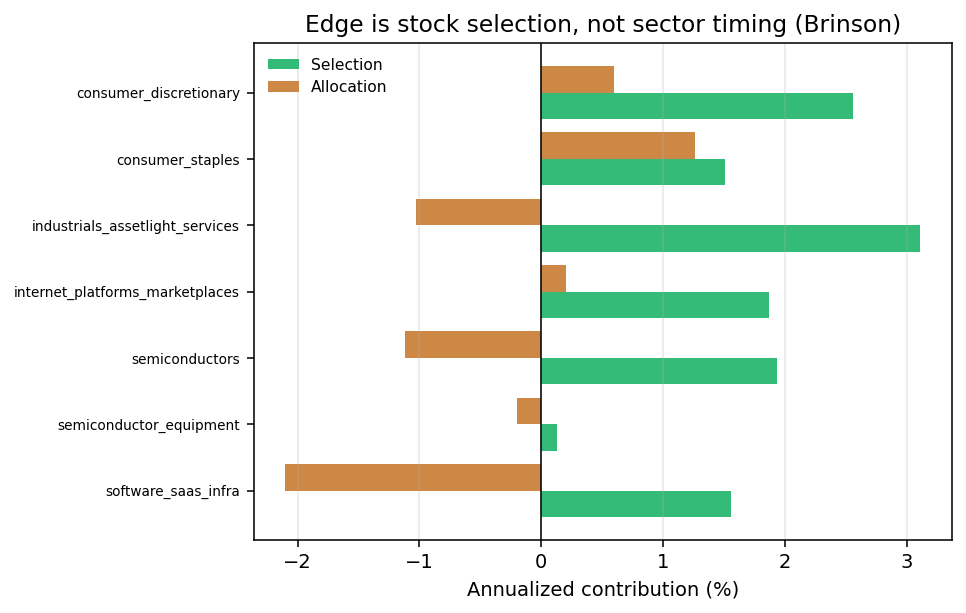 Edge is stock selection, not sector timing (Brinson)
Selection
Allocation
consumer_discretionary
consumer_staples
industrials_assetlight_services
internet_platforms_marketplaces
semiconductors
semiconductor_equipment
software_saas_infra
−2 −1 0 1 2 3
Annualized contribution (%)